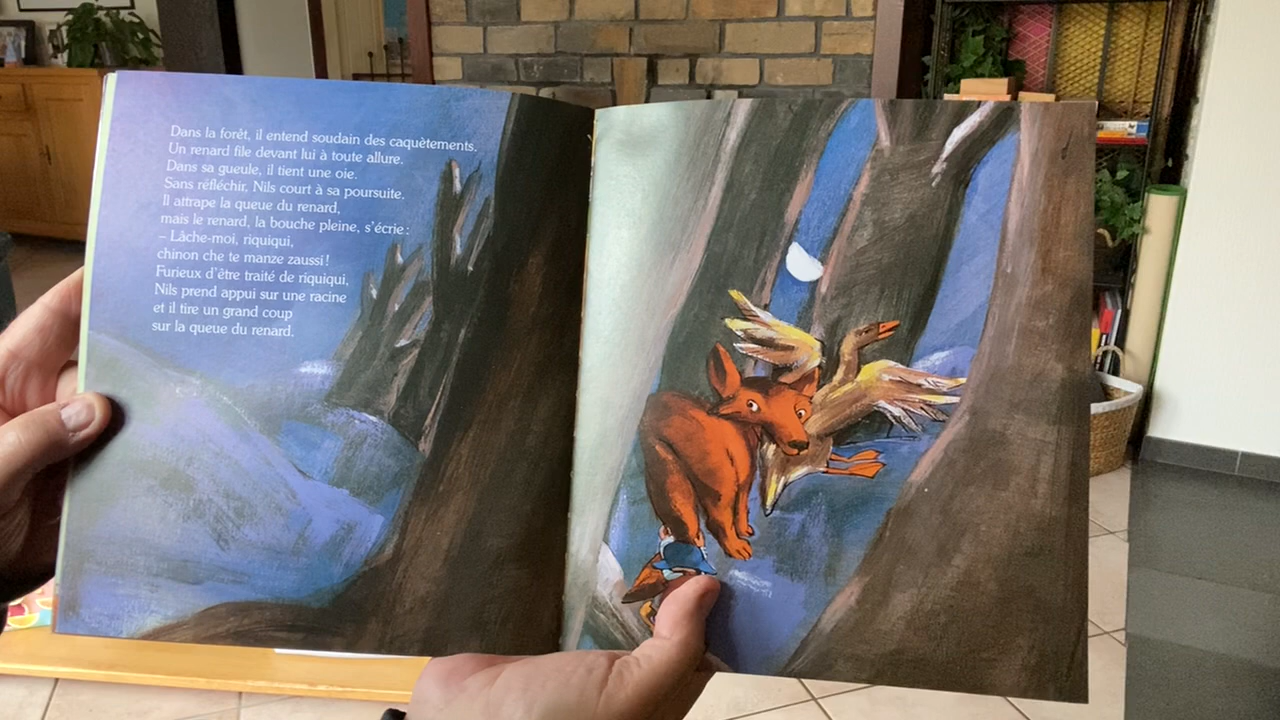 Dans la forêt, il entend soudain des caquètements.
Un renard file devant lui à toute allure.
Dans sa gueule, il tient une oie.
Sans réfléchir, Nils court à sa poursuite.
Il attrape la queue du renard,
mais le renard, la bouche pleine, s'écrie :
– Lâche-moi, riquiqui,
chinon che te manze zaussi !
Furieux d'être traité de riquiqui,
Nils prend appui sur une racine
et il tire un grand coup
sur la queue du renard.